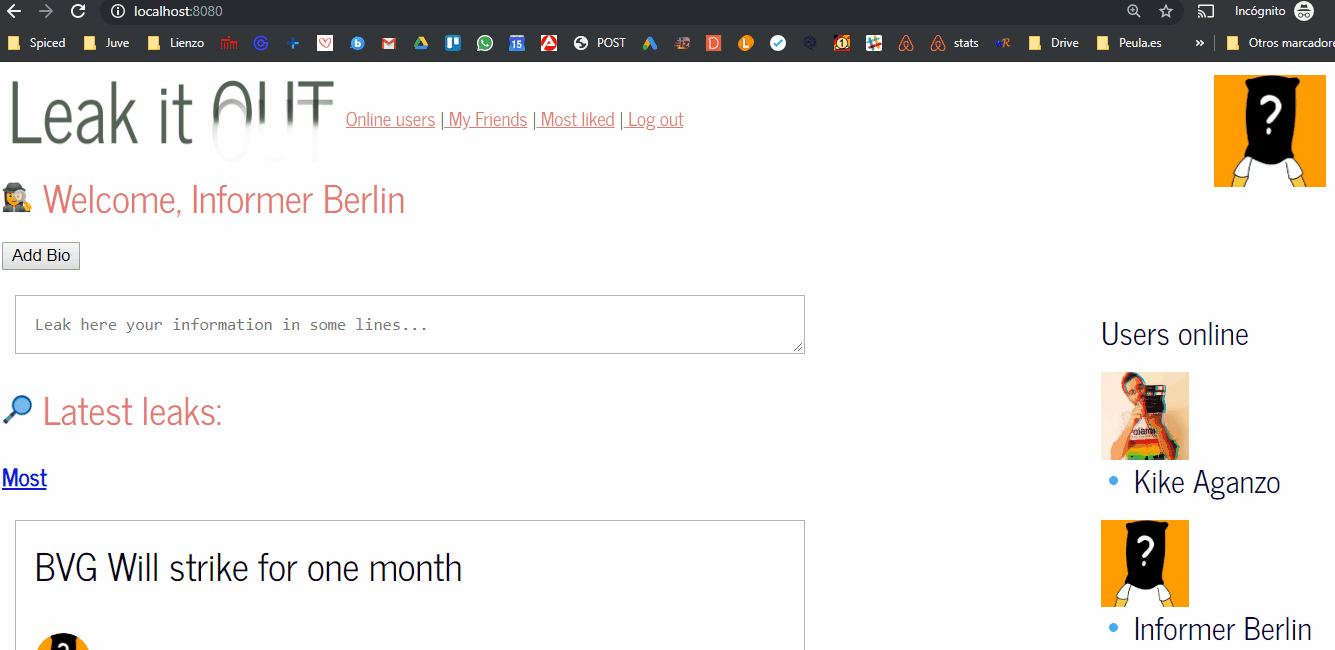 localhost:8080
Incógnito
Spiced Juve Lienzo 15 POST D L 1 stats R Drive Peula.es » Otros marcadore
Leak it OUT
Online users | My Friends | Most liked | Log out
?
Welcome, Informer Berlin
Add Bio
Leak here your information in some lines...
Users online
Latest leaks:
Kike Aganzo
Most
BVG Will strike for one month
?
Informer Berlin
?